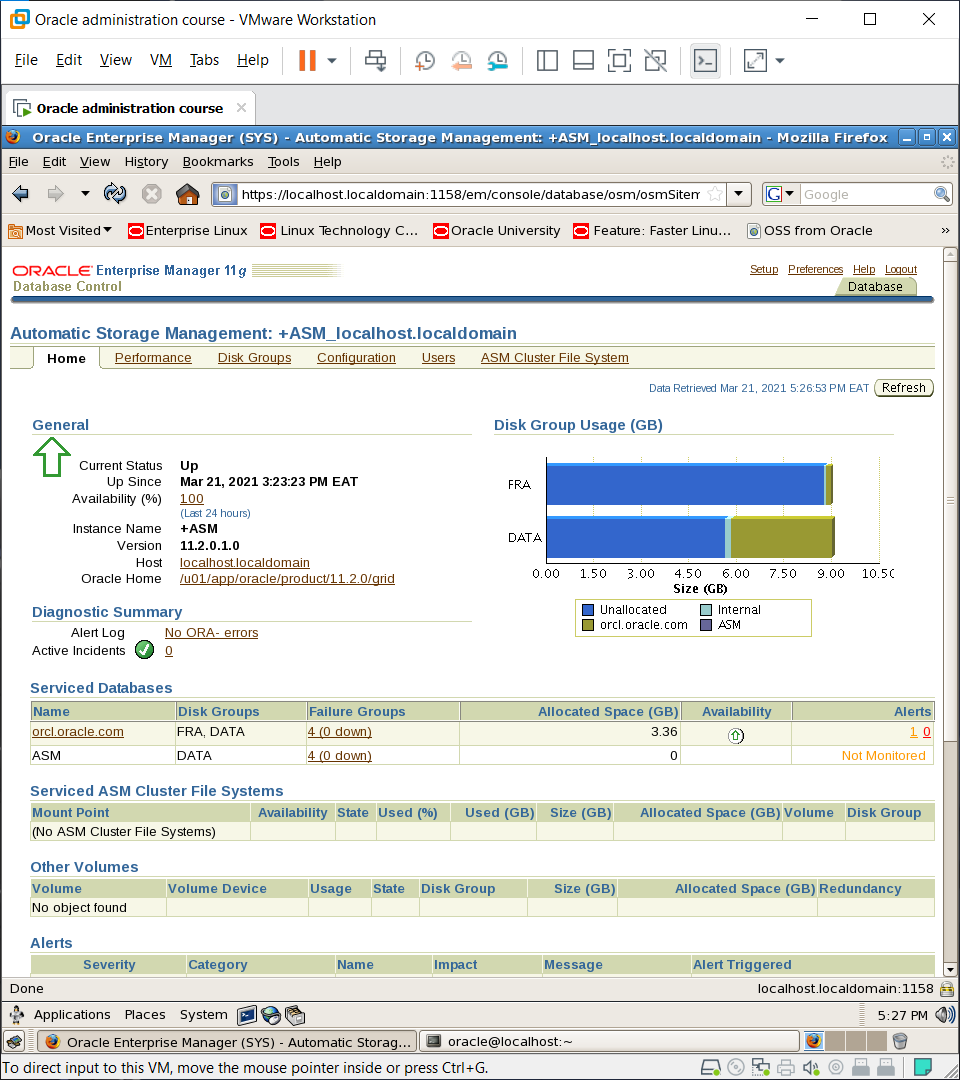 Oracle administration course - VMware Workstation
File Edit View VM Tabs Help
Oracle administration course
Oracle Enterprise Manager (SYS) - Automatic Storage Management: +ASM_localhost.localdomain - Mozilla Firefox
File Edit View History Bookmarks Tools Help
https://localhost.localdomain:1158/em/console/database/osm/osmSitem
G Google
Most Visited Enterprise Linux Linux Technology C... Oracle University Feature: Faster Linu... OSS from Oracle »
ORACLE Enterprise Manager 11g
Database Control
Setup Preferences Help Logout
Database
Automatic Storage Management: +ASM_localhost.localdomain
Home Performance Disk Groups Configuration Users ASM Cluster File System
Data Retrieved Mar 21, 2021 5:26:53 PM EAT Refresh
General
Current Status Up
Up Since Mar 21, 2021 3:23:23 PM EAT
Availability (%) 100
(Last 24 hours)
Instance Name +ASM
Version 11.2.0.1.0
Host localhost.localdomain
Oracle Home /u01/app/oracle/product/11.2.0/grid
Diagnostic Summary
Alert Log No ORA- errors
Active Incidents 0
Disk Group Usage (GB)
FRA
DATA
0.00 1.50 3.00 4.50 6.00 7.50 9.00 10.50
Size (GB)
Unallocated Internal
orcl.oracle.com ASM
Serviced Databases
Name Disk Groups Failure Groups Allocated Space (GB) Availability Alerts
orcl.oracle.com FRA, DATA 4 (0 down) 3.36 1 0
ASM DATA 4 (0 down) 0 Not Monitored
Serviced ASM Cluster File Systems
Mount Point Availability State Used (%) Used (GB) Size (GB) Allocated Space (GB) Volume Disk Group
(No ASM Cluster File Systems)
Other Volumes
Volume Volume Device Usage State Disk Group Size (GB) Allocated Space (GB) Redundancy
No object found
Alerts
Severity Category Name Impact Message Alert Triggered
Done localhost.localdomain:1158
Applications Places System 5:27 PM
Oracle Enterprise Manager (SYS) - Automatic Storag... oracle@localhost:~
To direct input to this VM, move the mouse pointer inside or press Ctrl+G.